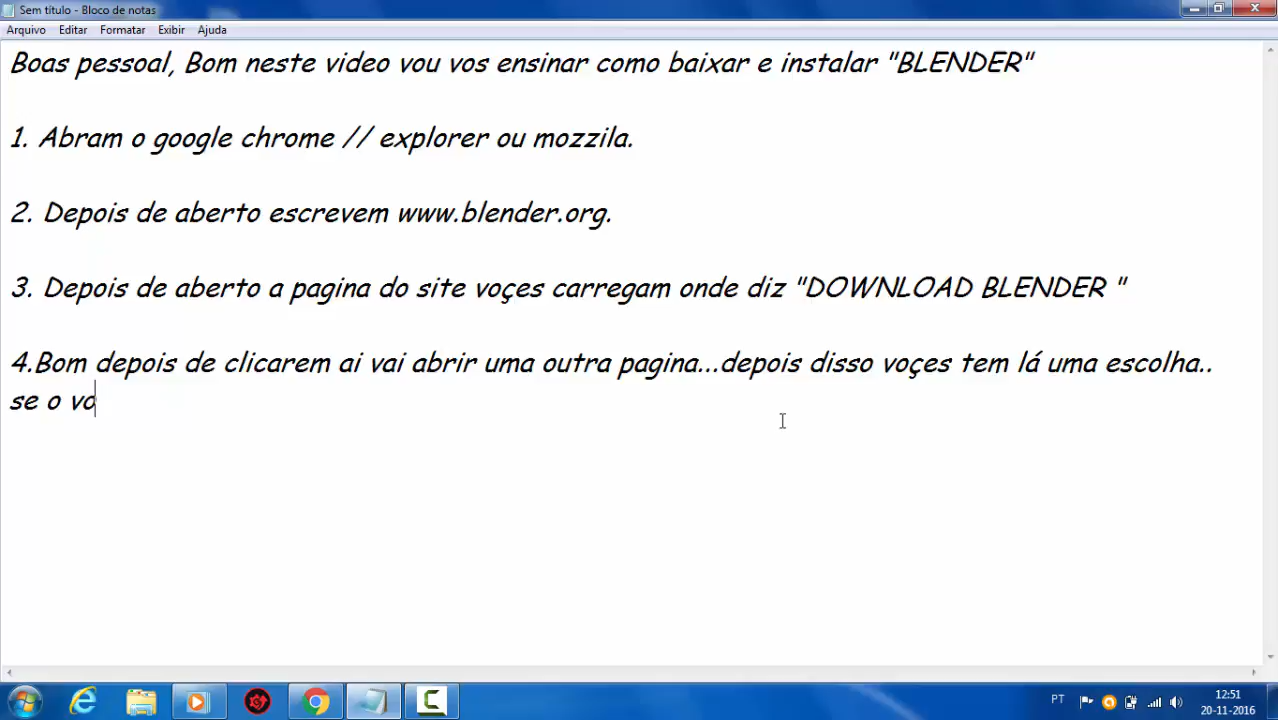 Sem título - Bloco de notas
Arquivo Editar Formatar Exibir Ajuda
Boas pessoal, Bom neste video vou vos ensinar como baixar e instalar "BLENDER"
1. Abram o google chrome // explorer ou mozzila.
2. Depois de aberto escrevem www.blender.org.
3. Depois de aberto a pagina do site voçes carregam onde diz "DOWNLOAD BLENDER "
4.Bom depois de clicarem ai vai abrir uma outra pagina...depois disso voçes tem lá uma escolha..
se o vo
PT
12:51
20-11-2016